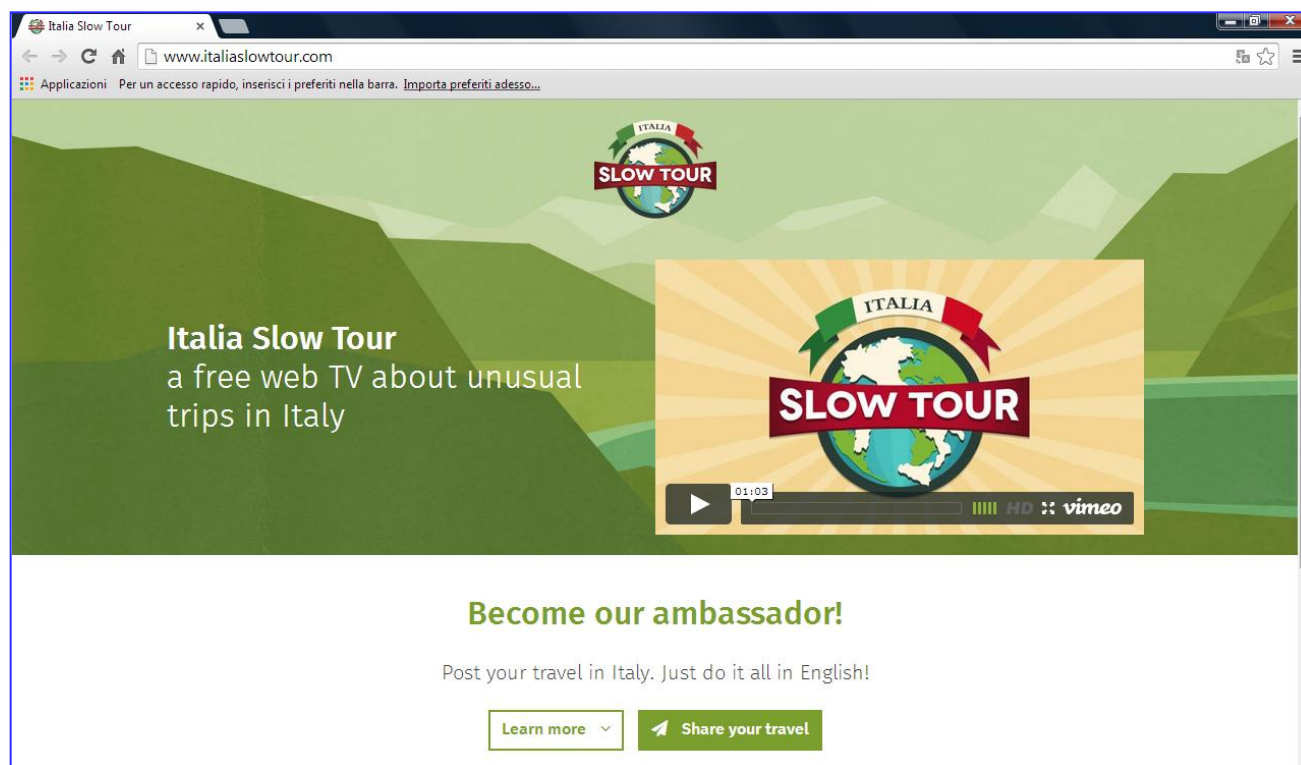 Italia Slow Tour
www.italiaslowtour.com
Applicazioni Per un accesso rapido, inserisci i preferiti nella barra. Importa preferiti adesso...
ITALIA
SLOW TOUR
Italia Slow Tour
a free web TV about unusual
trips in Italy
ITALIA
SLOW TOUR
01:03
HD vimeo
Become our ambassador!
Post your travel in Italy. Just do it all in English!
Learn more
Share your travel